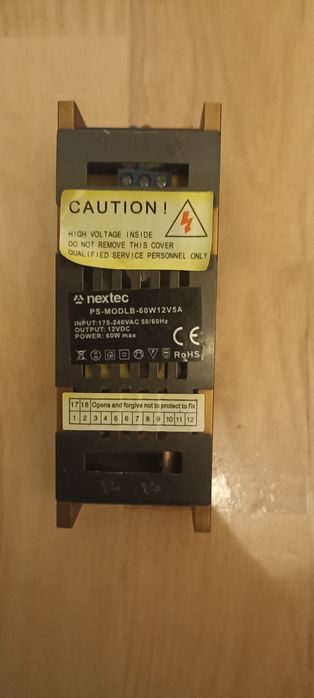 CAUTION !
HIGH VOLTAGE INSIDE
DO NOT REMOVE THIS COVER
QUALIFIED SERVICE PERSONNEL ONLY
nextec
PS-MODLB-60W12V5A
INPUT:175-240VAC 50/60Hz
OUTPUT: 12VDC
POWER: 60W max
CE
RoHS
17 18 Opens and forgive not to protect to fix
1 2 3 4 5 6 7 8 9 10 11 12